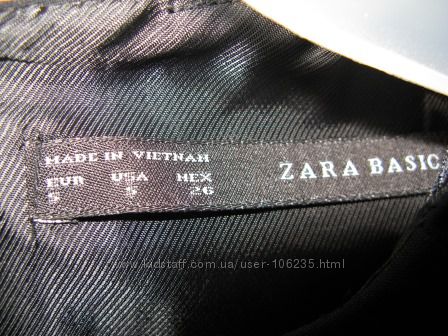 MADE IN VIETNAM
EUR USA MEX
S S 26
ZARA BASIC
www.kidstaff.com.ua/user-106235.html